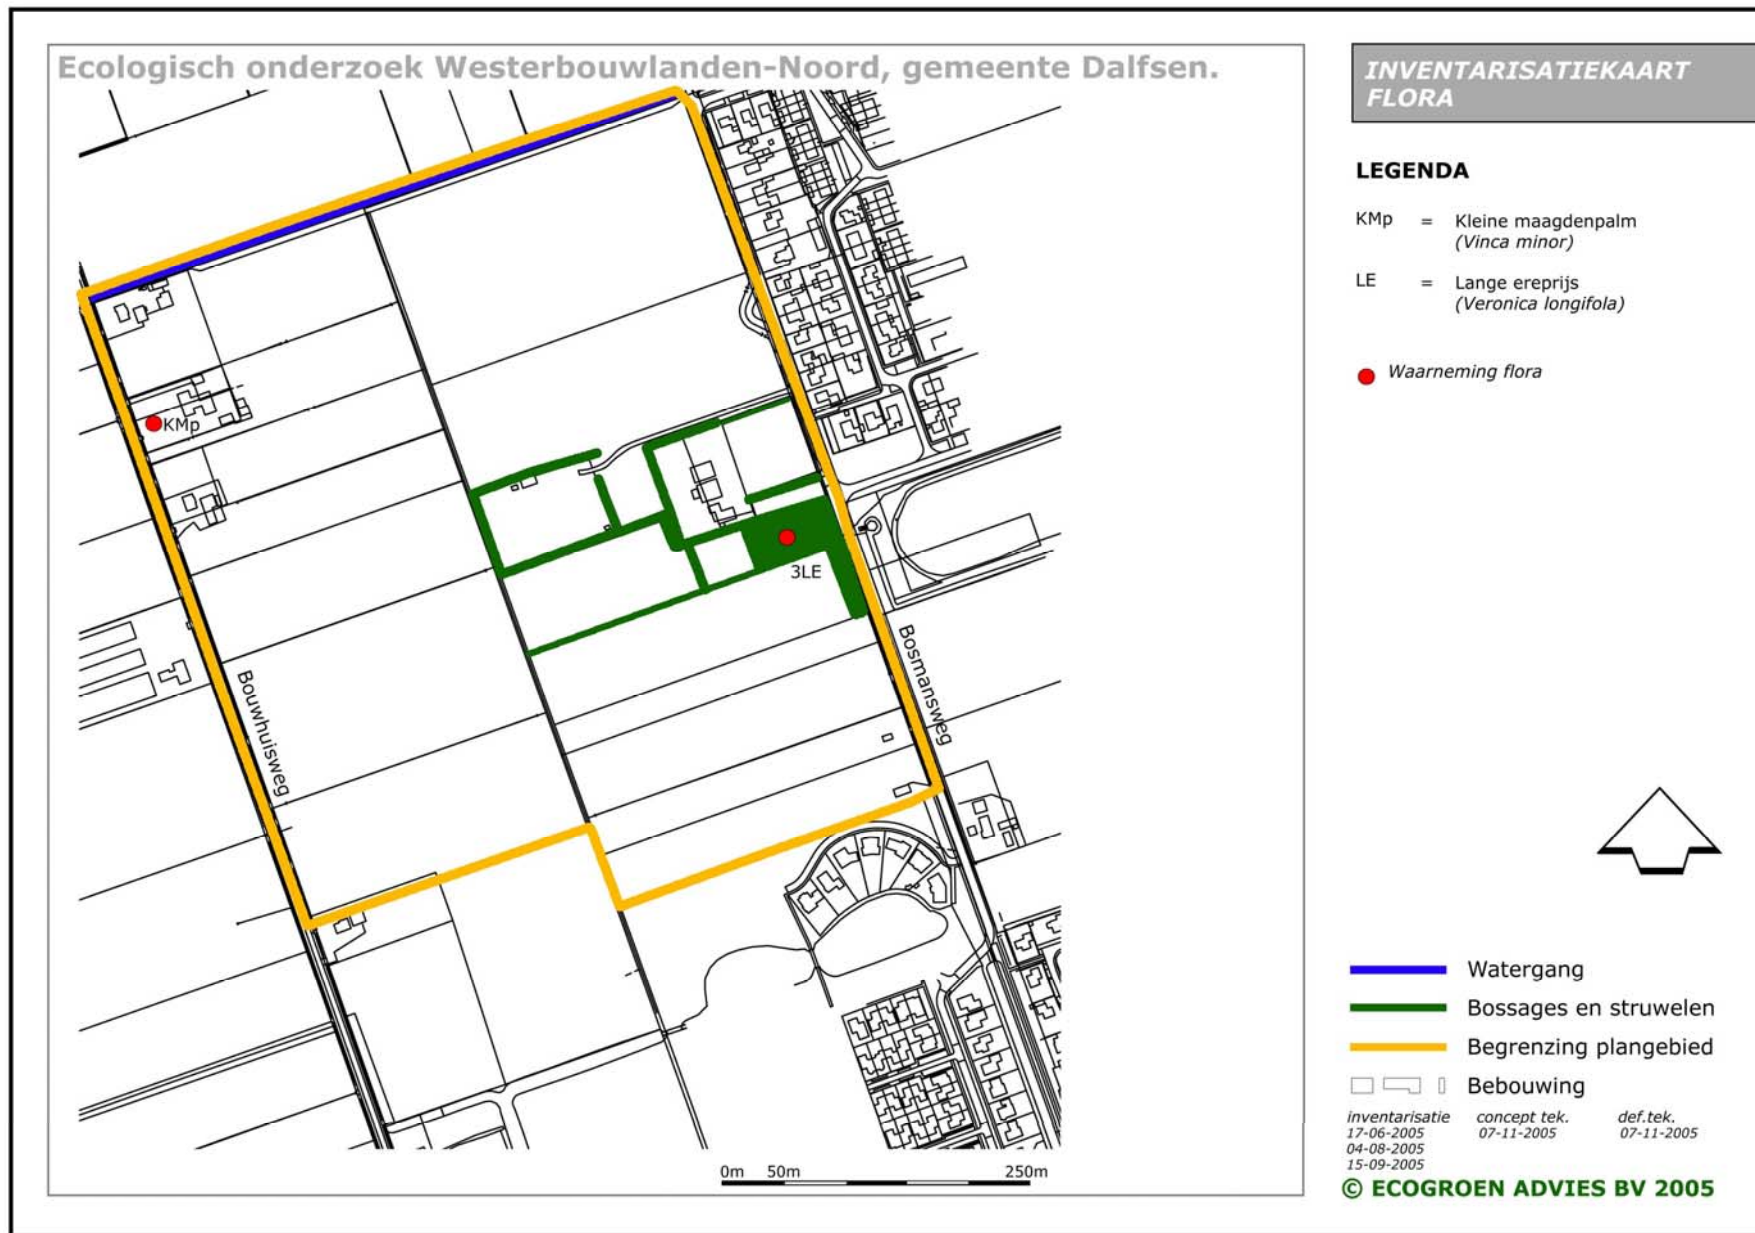 Ecologisch onderzoek Westerbouwlanden-Noord, gemeente Dalfsen.
INVENTARISATIEKAART
FLORA
LEGENDA
KMp = Kleine maagdenpalm
(Vinca minor)
LE = Lange ereprijs
(Veronica longifola)
Waarneming flora
KMp
3LE
Bouwhuisweg
Bosmansweg
Watergang
Bossages en struwelen
Begrenzing plangebied
Bebouwing
inventarisatie concept tek. def.tek.
17-06-2005 07-11-2005 07-11-2005
04-08-2005
15-09-2005
0m 50m 250m
© ECOGROEN ADVIES BV 2005